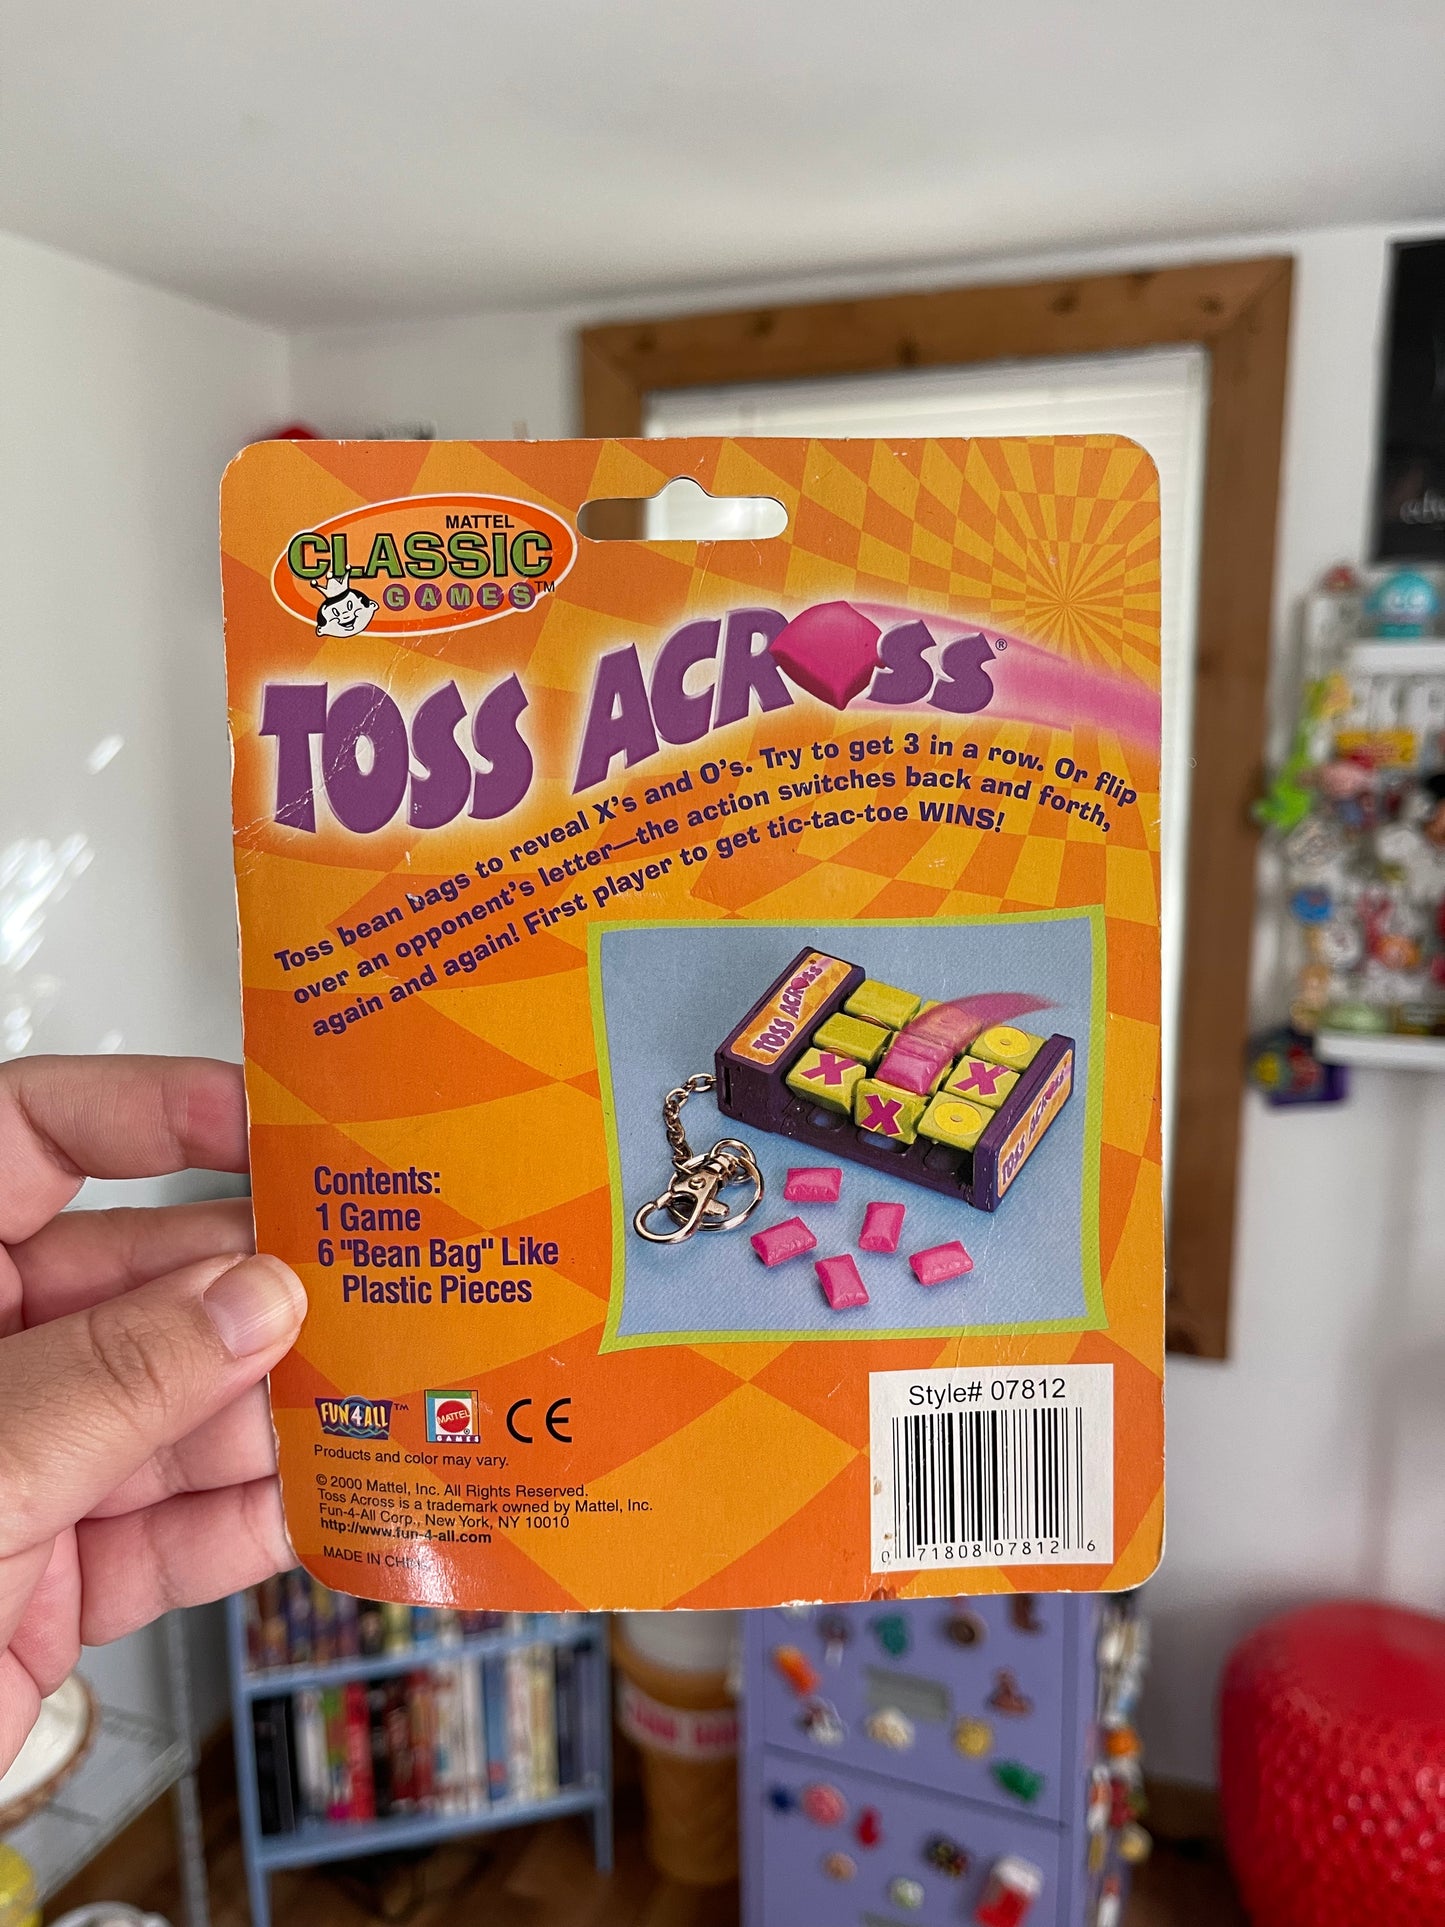 MATTEL
CLASSIC
GAMES™
TOSS ACROSS®
Toss bean bags to reveal X's and O's. Try to get 3 in a row. Or flip
over an opponent's letter—the action switches back and forth,
again and again! First player to get tic-tac-toe WINS!
TOSS ACROSS
X
X
X
TOSS ACROSS
Contents:
1 Game
6 "Bean Bag" Like
Plastic Pieces
FUN4ALL™
MATTEL®
GAMES
CE
Products and color may vary.
© 2000 Mattel, Inc. All Rights Reserved.
Toss Across is a trademark owned by Mattel, Inc.
Fun-4-All Corp., New York, NY 10010
http://www.fun-4-all.com
MADE IN
Style# 07812
0 71808 07812 6